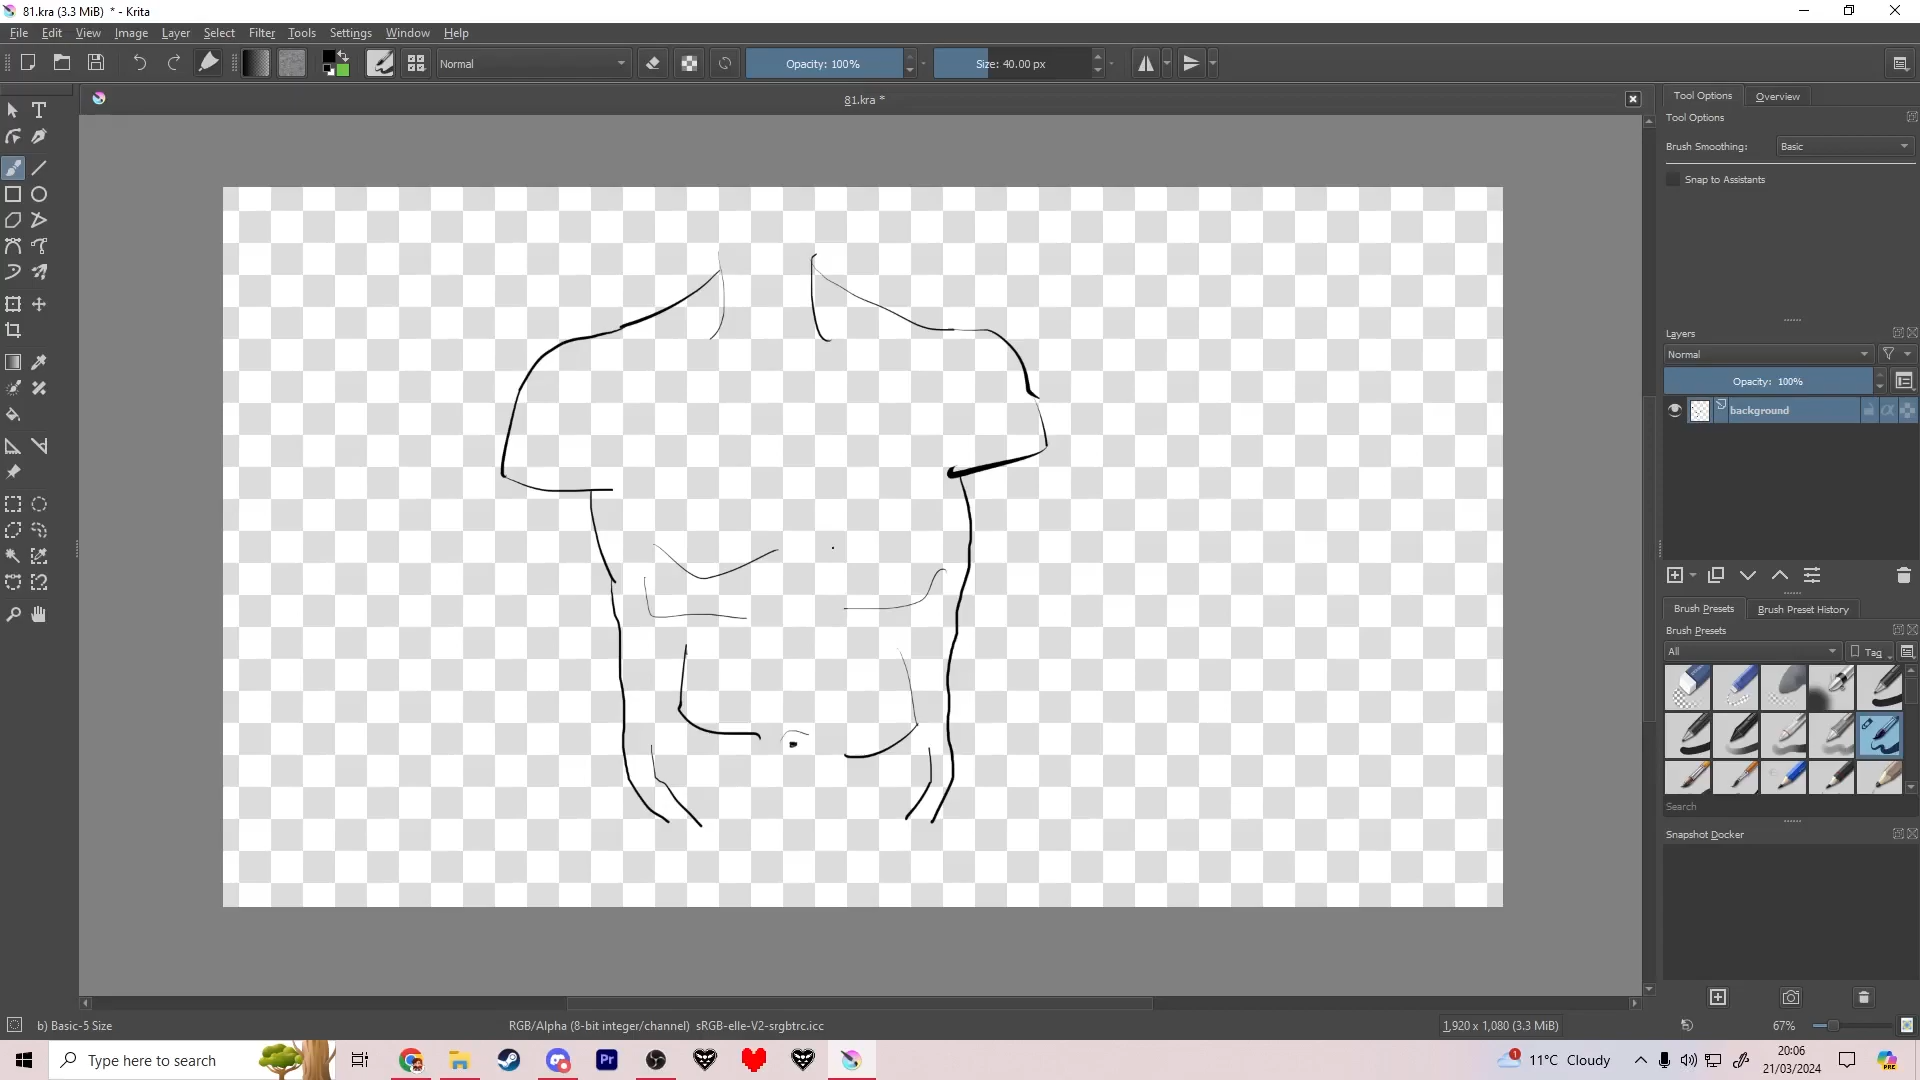 81.kra (3.3 MiB) * - Krita
File Edit View Image Layer Select Filter Tools Settings Window Help
Normal Opacity: 100% Size: 40.00 px
81.kra *
Tool Options Overview
Tool Options
Brush Smoothing: Basic
Snap to Assistants
Layers
Normal
Opacity: 100%
background
Brush Presets Brush Preset History
Brush Presets
All Tag
Search
Snapshot Docker
b) Basic-5 Size RGB/Alpha (8-bit integer/channel) sRGB-elle-V2-srgbtrc.icc 1,920 x 1,080 (3.3 MiB) 67%
Type here to search Pr 1 11°C Cloudy 20:06
21/03/2024
PRE